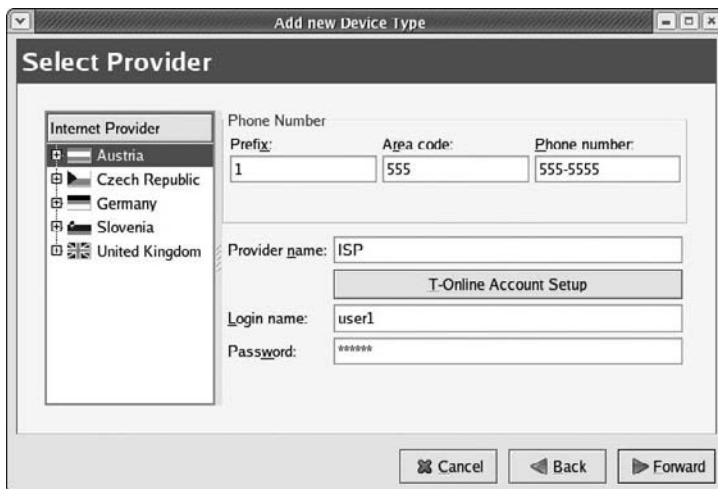 Add new Device Type
Select Provider
Internet Provider
Austria
Czech Republic
Germany
Slovenia
United Kingdom
Phone Number
Prefix:
Area code:
Phone number:
1
555
555-5555
Provider name:
ISP
T-Online Account Setup
Login name:
user1
Password:
******
Cancel
Back
Forward